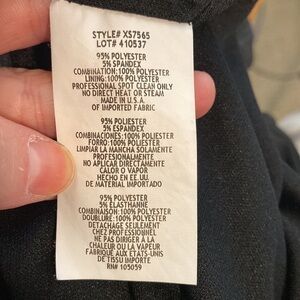 STYLE# XS7565
LOT# 410537
95% POLYESTER
5% SPANDEX
COMBINATION:100% POLYESTER
LINING:100% POLYESTER
PROFESSIONAL SPOT CLEAN ONLY
NO DIRECT HEAT OR STEAM
MADE IN U.S.A.
OF IMPORTED FABRIC
95% POLIESTER
5% ESPANDEX
COMBINACIONES:100% POLIESTER
FORRO:100% POLIESTER
LIMPIAR LA MANCHA SOLAMENTE
PROFESIONALMENTE
NO APLICAR DIRECTAMENTE
CALOR O VAPOR
HECHO EN EE.UU.
DE MATERIAL IMPORTADO
95% POLYESTER
5% ELASTHANNE
COMBINAISON:100% POLYESTER
DOUBLURE:100% POLYESTER
DETACHAGE SEULEMENT
CHEZ PROFESSIONNEL
NE PAS DIRIGER A LA
CHALEUR OU LA VAPEUR
FABRIQUE AUX ETATS-UNIS
DE TISSU IMPORTE
RN# 105059